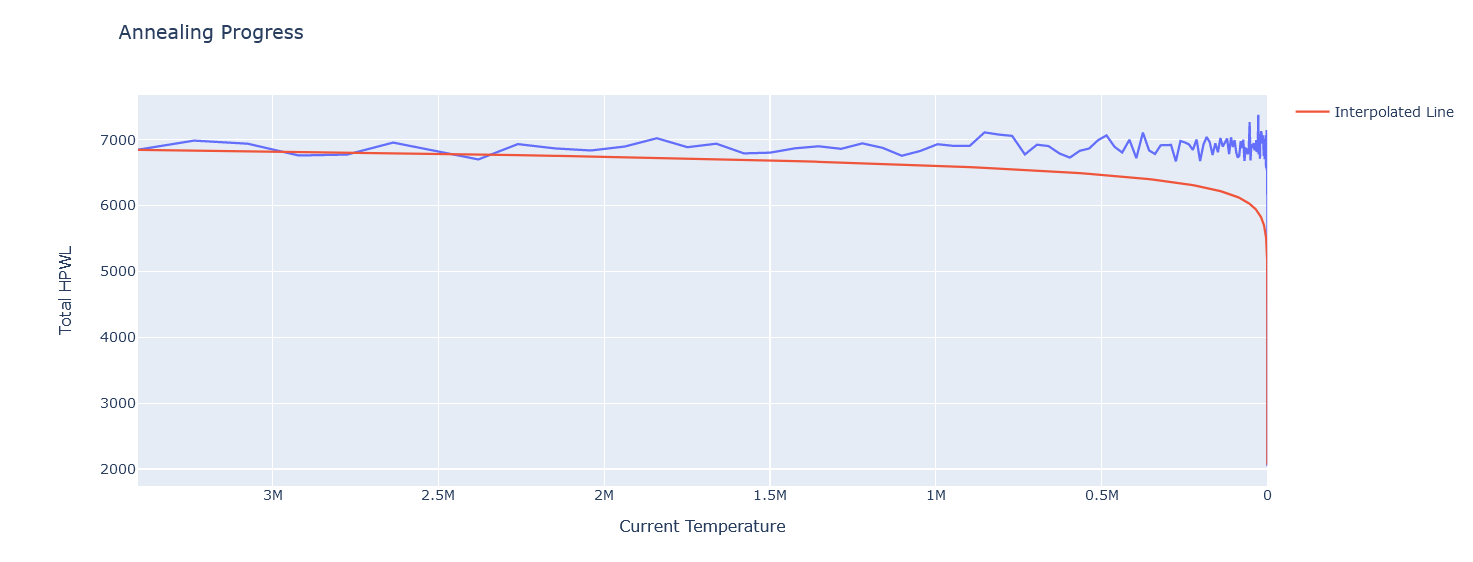 Annealing Progress
Interpolated Line
Total HPWL
7000
6000
5000
4000
3000
2000
3M
2.5M
2M
1.5M
1M
0.5M
0
Current Temperature